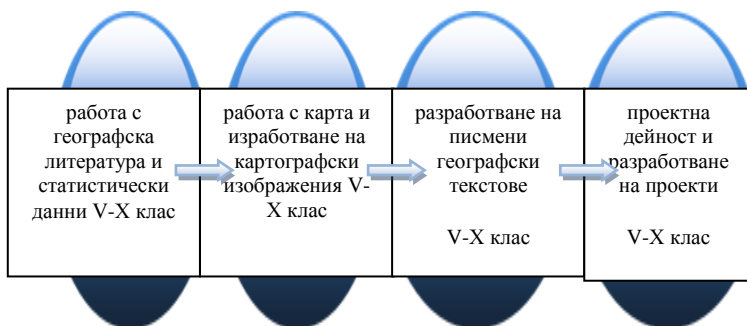 работа с
географска
литература и
статистически
данни V-X клас
работа с карта и
изработване на
картографски
изображения V-
X клас
разработване на
писмени
географски
текстове
V-X клас
проектна
дейност и
разработване
на проекти
V-X клас